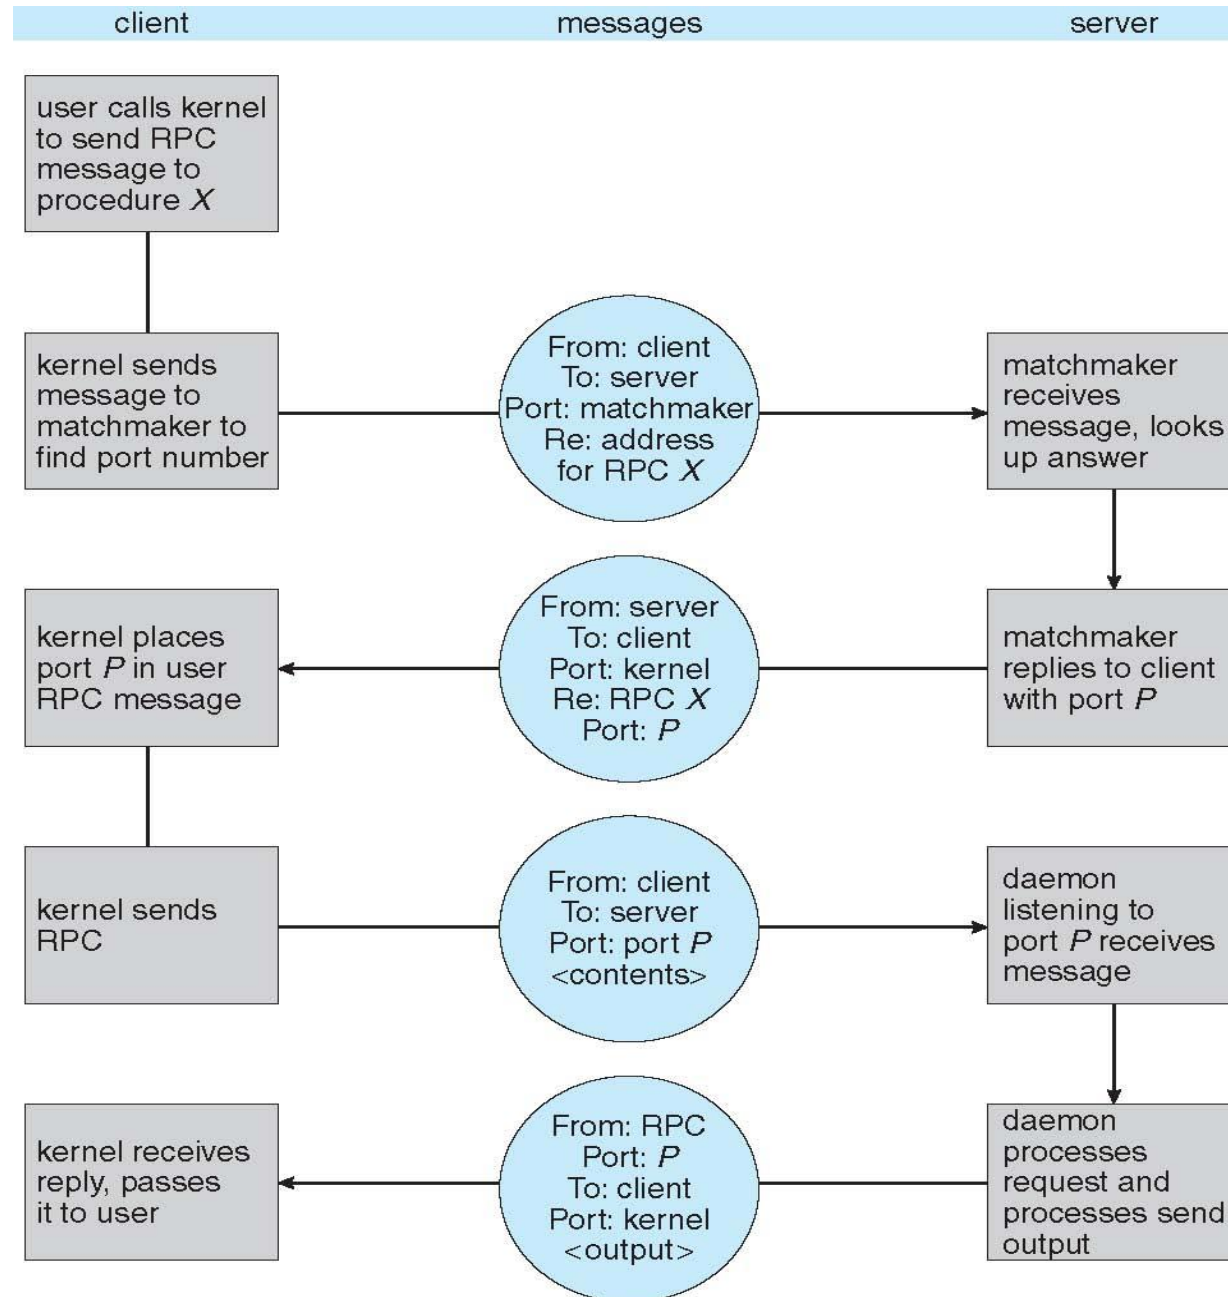 client
messages
server
user calls kernel
to send RPC
message to
procedure X
kernel sends
message to
matchmaker to
find port number
From: client
To: server
Port: matchmaker
Re: address
for RPC X
matchmaker
receives
message, looks
up answer
kernel places
port P in user
RPC message
From: server
To: client
Port: kernel
Re: RPC X
Port: P
matchmaker
replies to client
with port P
kernel sends
RPC
From: client
To: server
Port: port P
<contents>
daemon
listening to
port P receives
message
kernel receives
reply, passes
it to user
From: RPC
Port: P
To: client
Port: kernel
<output>
daemon
processes
request and
processes send
output